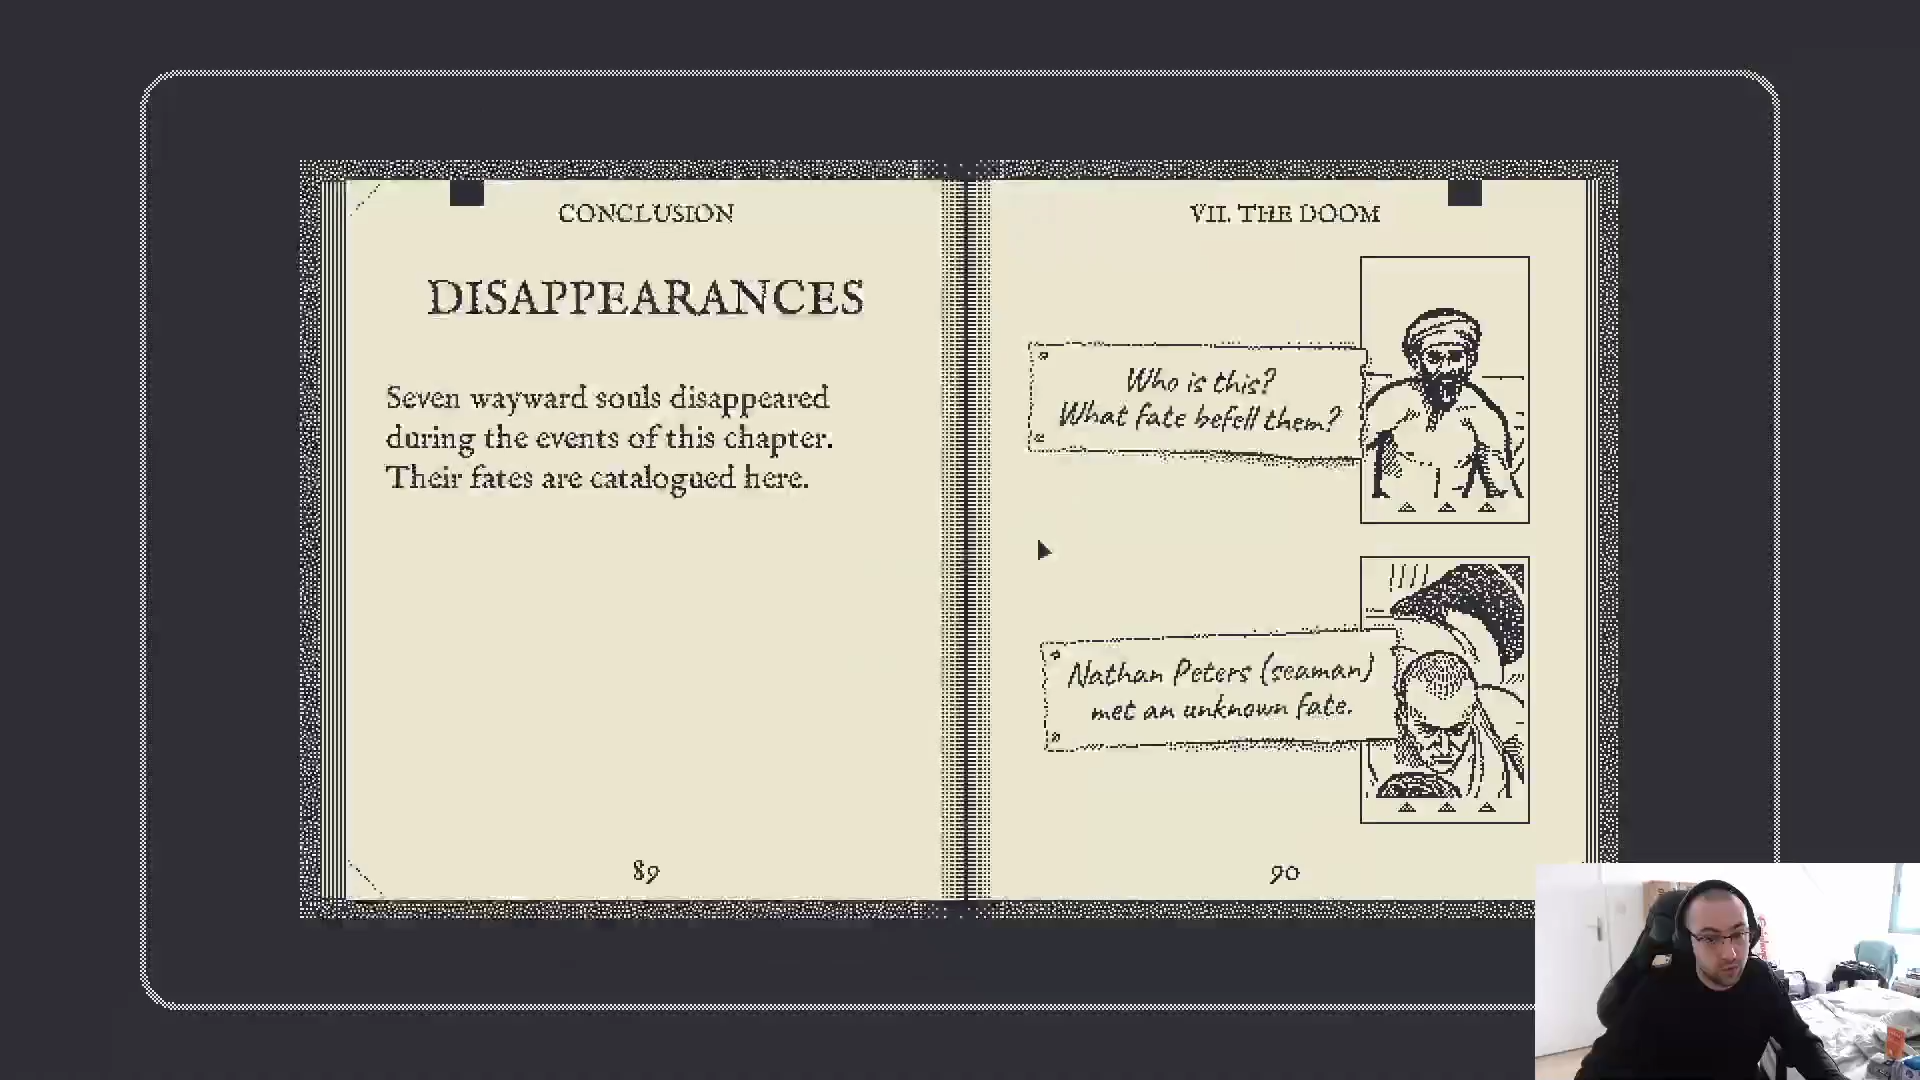 CONCLUSION
DISAPPEARANCES
Seven wayward souls disappeared
during the events of this chapter.
Their fates are catalogued here.
89
VII. THE DOOM
Who is this?
What fate befell them?
Nathan Peters (seaman)
met an unknown fate.
90